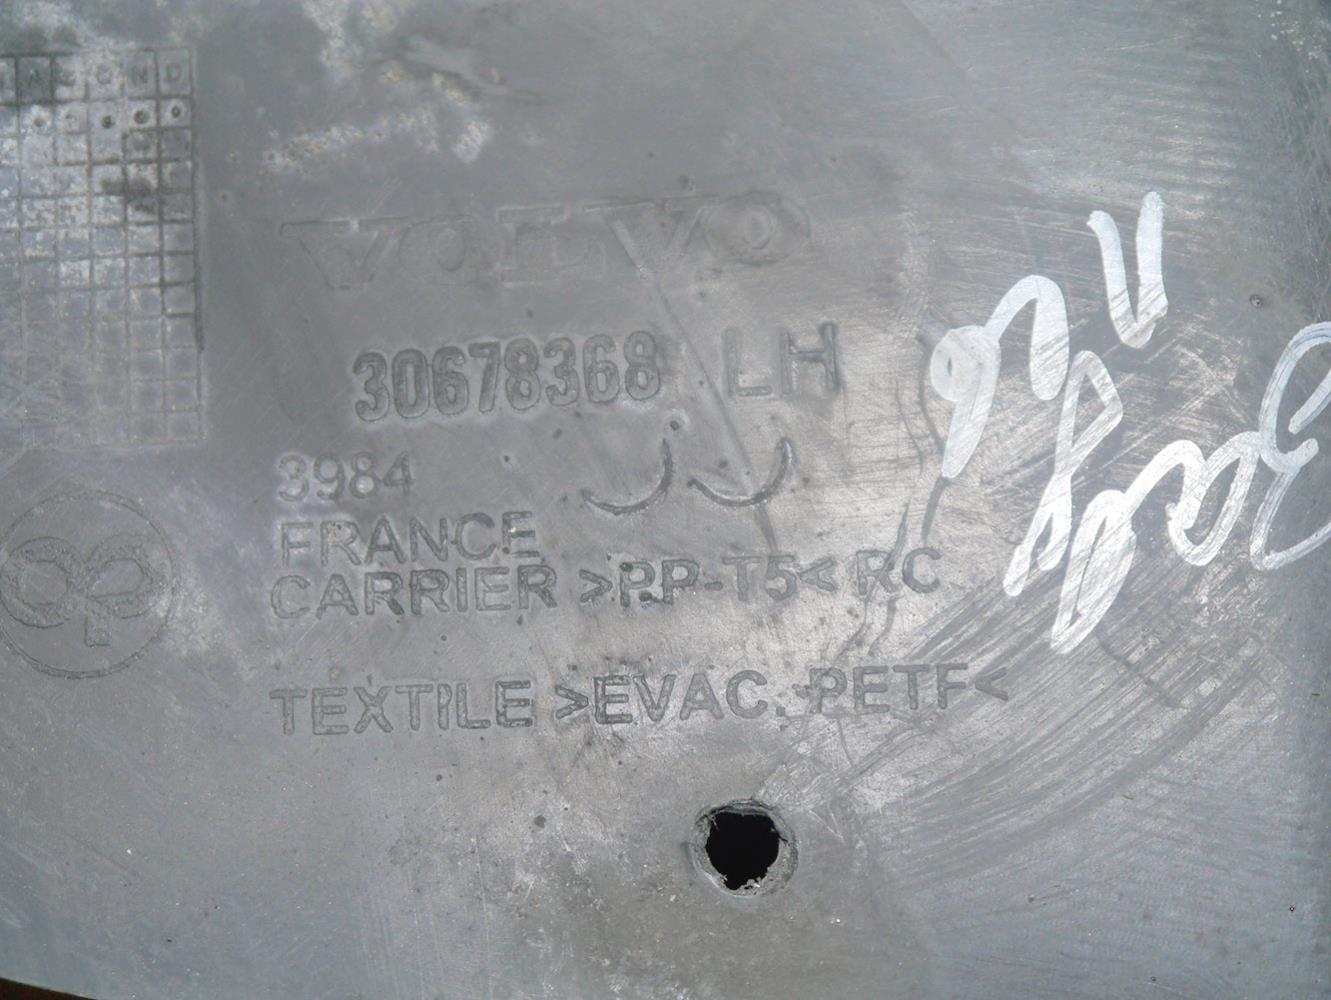 J A S O N D
VOLVO
30678368 LH
3984
FRANCE
CARRIER >PP-T5< RC
TEXTILE >EVAC. PETF<